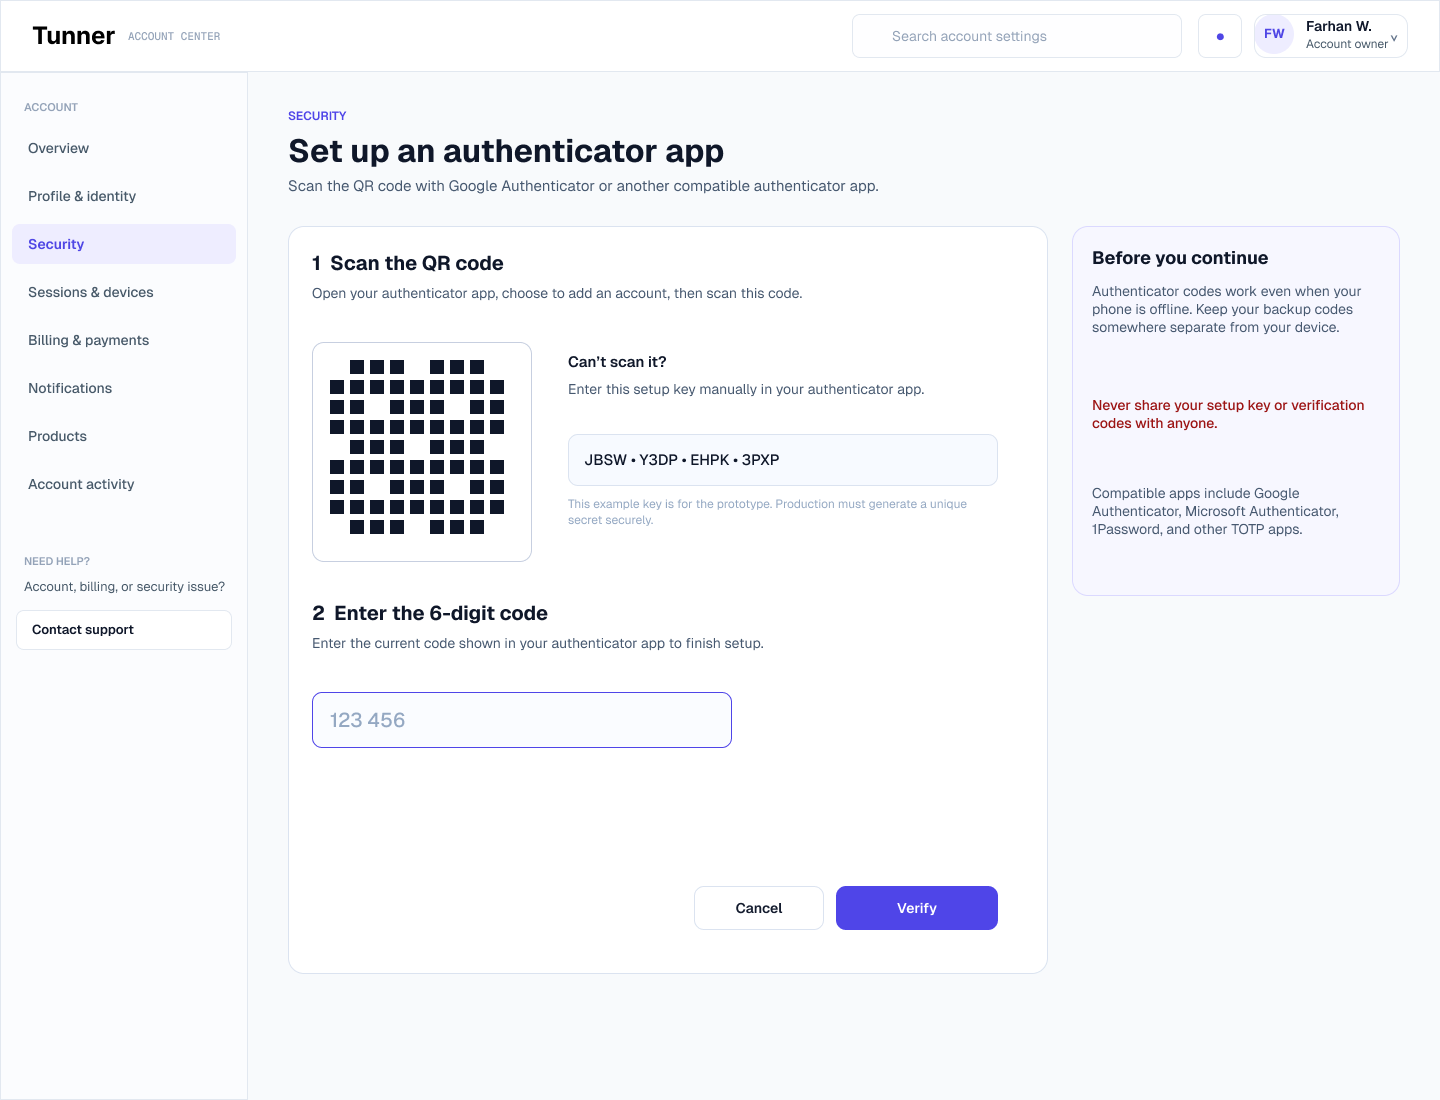 Tunner
ACCOUNT CENTER
Search account settings
FW
Farhan W.
Account owner
ACCOUNT
Overview
Profile & identity
Security
Sessions & devices
Billing & payments
Notifications
Products
Account activity
NEED HELP?
Account, billing, or security issue?
Contact support
SECURITY
Set up an authenticator app
Scan the QR code with Google Authenticator or another compatible authenticator app.
1 Scan the QR code
Open your authenticator app, choose to add an account, then scan this code.
Can’t scan it?
Enter this setup key manually in your authenticator app.
JBSW • Y3DP • EHPK • 3PXP
This example key is for the prototype. Production must generate a unique
secret securely.
2 Enter the 6-digit code
Enter the current code shown in your authenticator app to finish setup.
123 456
Cancel
Verify
Before you continue
Authenticator codes work even when your
phone is offline. Keep your backup codes
somewhere separate from your device.
Never share your setup key or verification
codes with anyone.
Compatible apps include Google
Authenticator, Microsoft Authenticator,
1Password, and other TOTP apps.